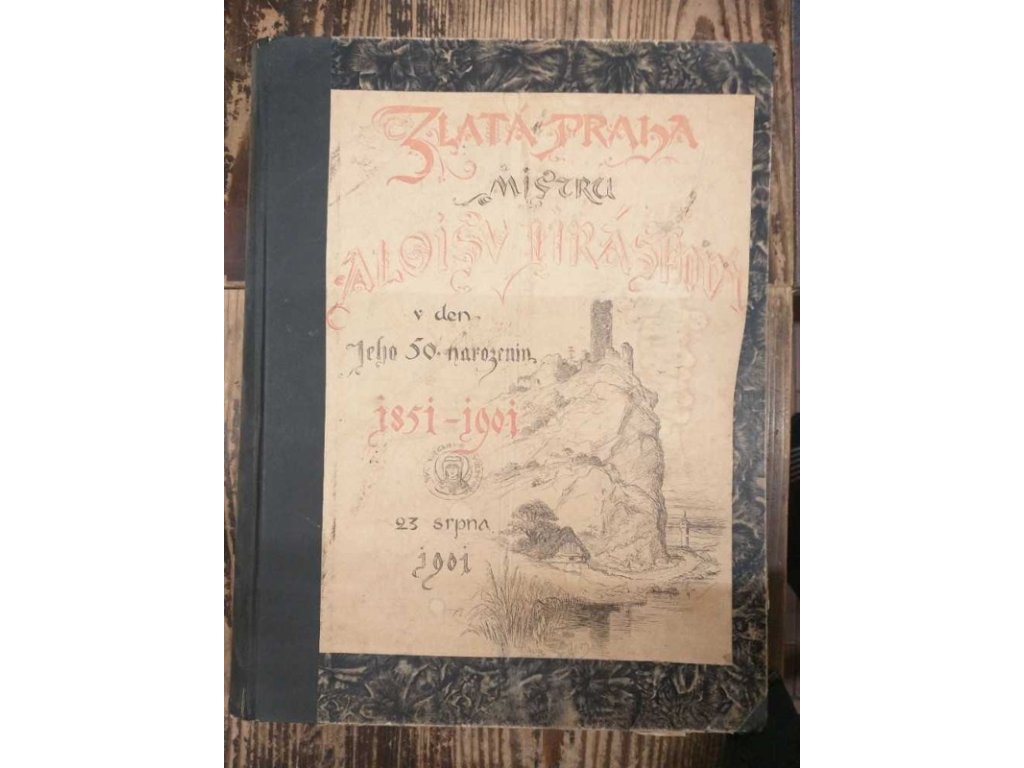 Zlatá Praha
Mistru
Aloisu Jiráskovi
v den
Jeho 50. narozenin
1851-1901
23 srpna
1901